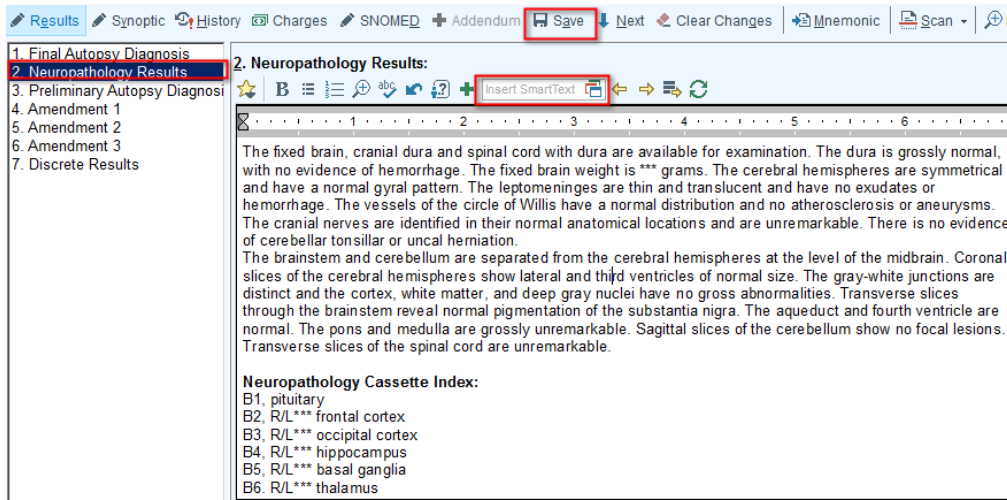 Results Synoptic History Charges SNOMED Addendum Save Next Clear Changes Mnemonic Scan
1. Final Autopsy Diagnosis
2. Neuropathology Results
3. Preliminary Autopsy Diagnosi
4. Amendment 1
5. Amendment 2
6. Amendment 3
7. Discrete Results
2. Neuropathology Results:
B abc Insert SmartText
1 2 3 4 5 6
The fixed brain, cranial dura and spinal cord with dura are available for examination. The dura is grossly normal,
with no evidence of hemorrhage. The fixed brain weight is *** grams. The cerebral hemispheres are symmetrical
and have a normal gyral pattern. The leptomeninges are thin and translucent and have no exudates or
hemorrhage. The vessels of the circle of Willis have a normal distribution and no atherosclerosis or aneurysms.
The cranial nerves are identified in their normal anatomical locations and are unremarkable. There is no evidence
of cerebellar tonsillar or uncal herniation.
The brainstem and cerebellum are separated from the cerebral hemispheres at the level of the midbrain. Coronal
slices of the cerebral hemispheres show lateral and third ventricles of normal size. The gray-white junctions are
distinct and the cortex, white matter, and deep gray nuclei have no gross abnormalities. Transverse slices
through the brainstem reveal normal pigmentation of the substantia nigra. The aqueduct and fourth ventricle are
normal. The pons and medulla are grossly unremarkable. Sagittal slices of the cerebellum show no focal lesions.
Transverse slices of the spinal cord are unremarkable.
Neuropathology Cassette Index:
B1, pituitary
B2, R/L*** frontal cortex
B3, R/L*** occipital cortex
B4, R/L*** hippocampus
B5, R/L*** basal ganglia
B6. R/L*** thalamus